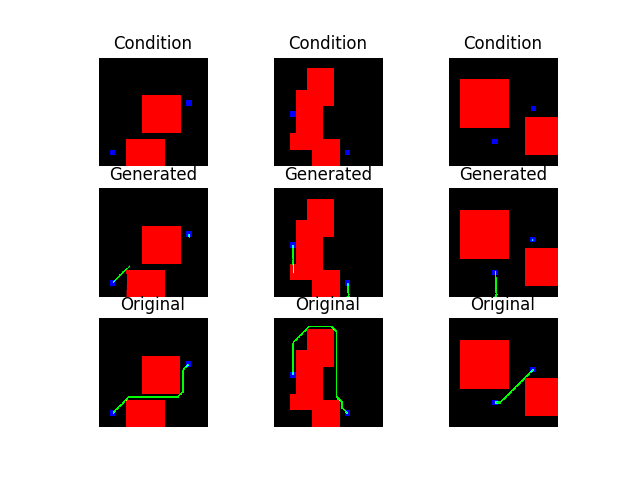 Condition Condition Condition
Generated Generated Generated
Original Original Original